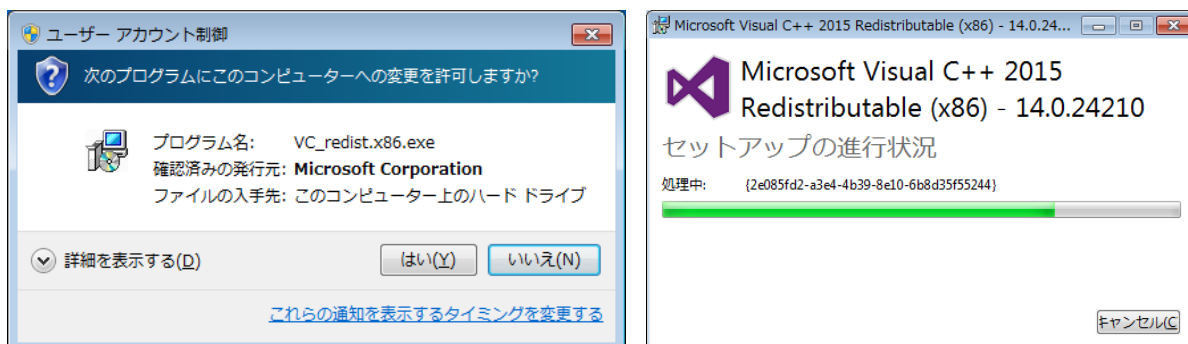 ユーザー アカウント制御
次のプログラムにこのコンピューターへの変更を許可しますか?
プログラム名: VC_redist.x86.exe
確認済みの発行元: Microsoft Corporation
ファイルの入手先: このコンピューター上のハード ドライブ
詳細を表示する(D)
はい(Y)
いいえ(N)
これらの通知を表示するタイミングを変更する
Microsoft Visual C++ 2015 Redistributable (x86) - 14.0.24...
Microsoft Visual C++ 2015
Redistributable (x86) - 14.0.24210
セットアップの進行状況
処理中: {2e085fd2-a3e4-4b39-8e10-6b8d35f55244}
キャンセル(C